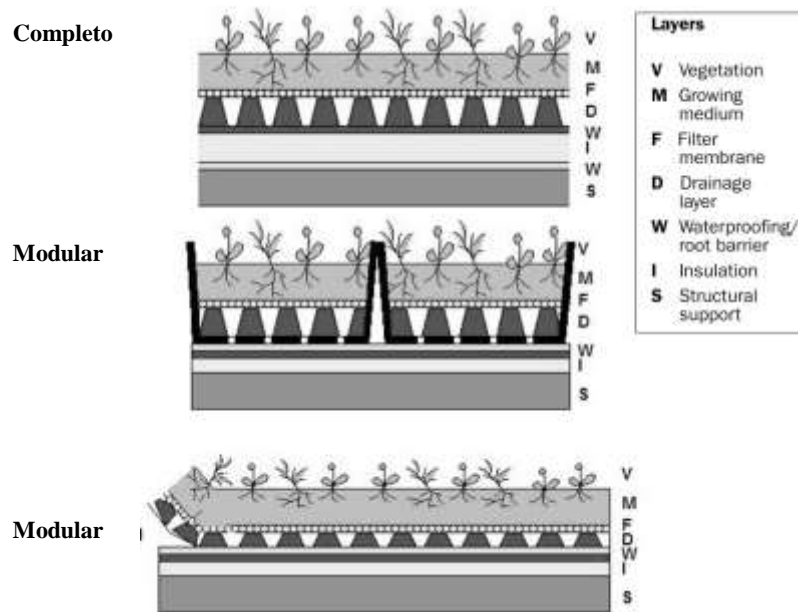 Completo
V
M
F
D
W
I
W
S
Modular
V
M
F
D
W
I
S
Modular
V
M
F
D
W
I
S
Layers
V Vegetation
M Growing
medium
F Filter
membrane
D Drainage
layer
W Waterproofing/
root barrier
I Insulation
S Structural
support